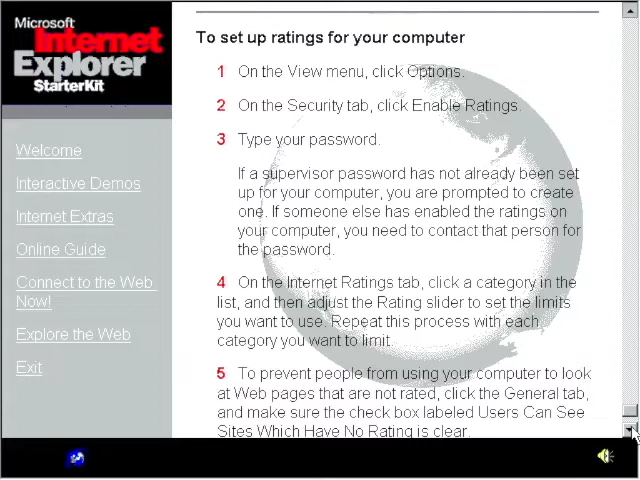 Microsoft
Internet
Explorer
StarterKit
Welcome
Interactive Demos
Internet Extras
Online Guide
Connect to the Web
Now!
Explore the Web
Exit
To set up ratings for your computer
1 On the View menu, click Options.
2 On the Security tab, click Enable Ratings.
3 Type your password.
If a supervisor password has not already been set
up for your computer, you are prompted to create
one. If someone else has enabled the ratings on
your computer, you need to contact that person for
the password.
4 On the Internet Ratings tab, click a category in the
list, and then adjust the Rating slider to set the limits
you want to use. Repeat this process with each
category you want to limit.
5 To prevent people from using your computer to look
at Web pages that are not rated, click the General tab,
and make sure the check box labeled Users Can See
Sites Which Have No Rating is clear.